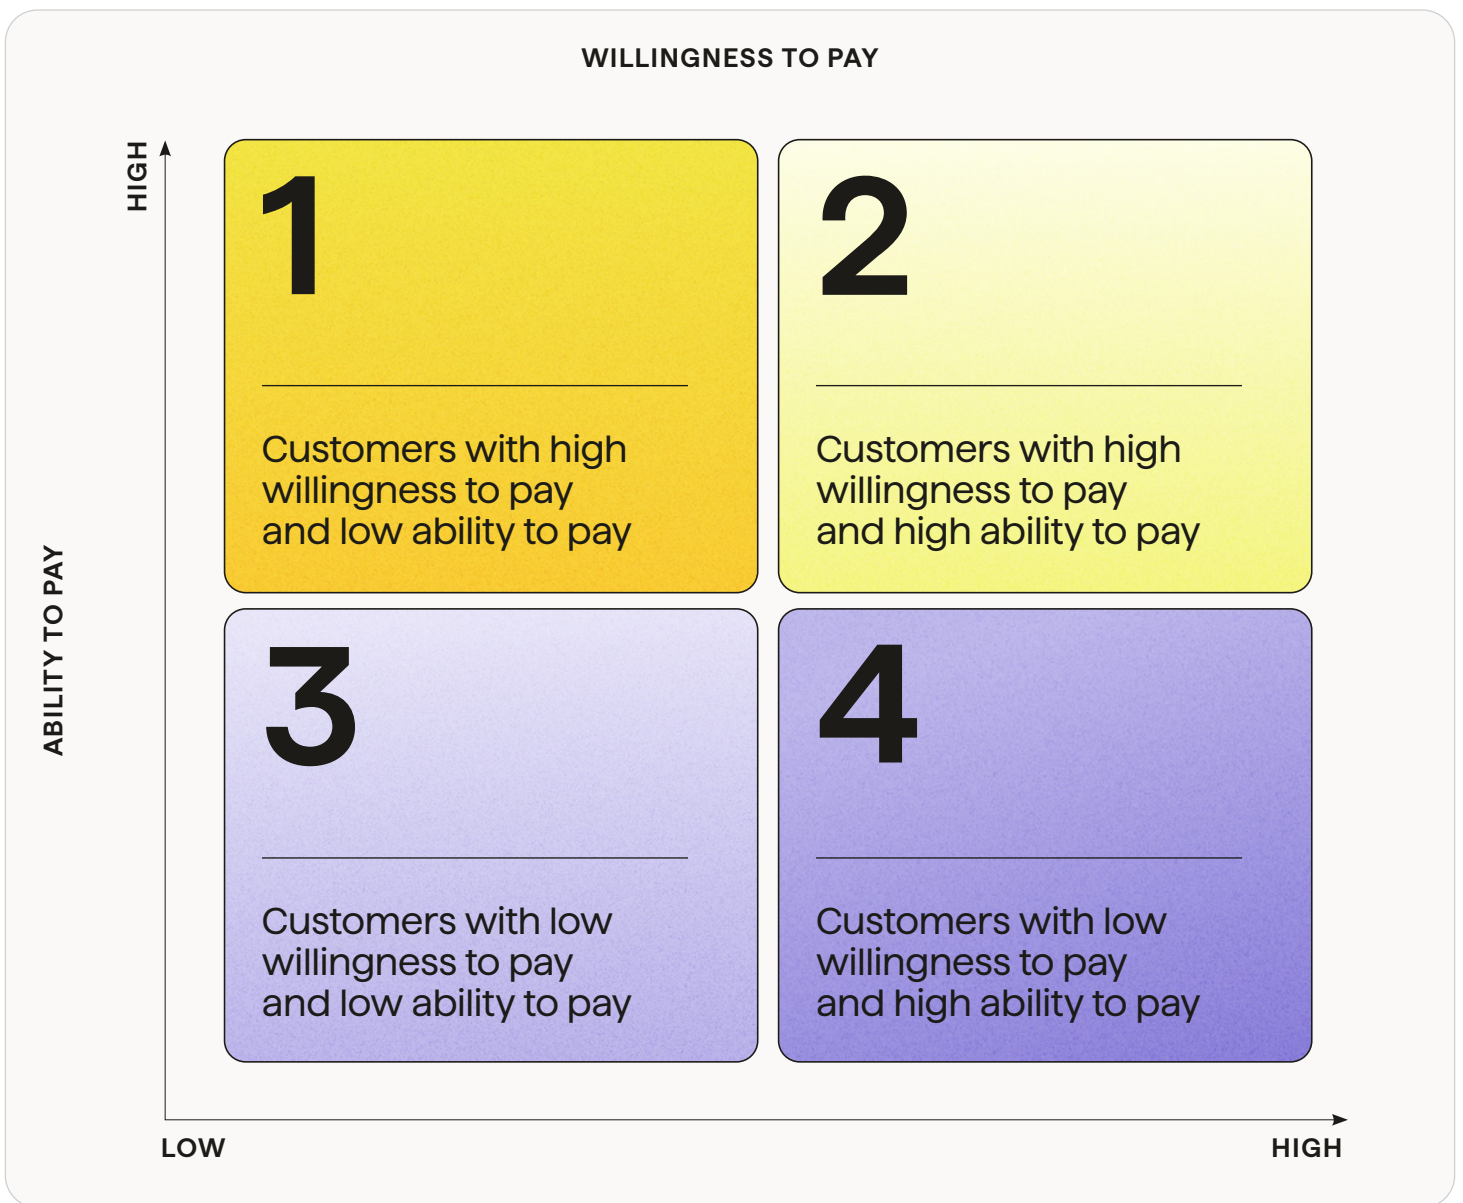 WILLINGNESS TO PAY
HIGH
ABILITY TO PAY
1
Customers with high
willingness to pay
and low ability to pay
2
Customers with high
willingness to pay
and high ability to pay
3
Customers with low
willingness to pay
and low ability to pay
4
Customers with low
willingness to pay
and high ability to pay
LOW
HIGH